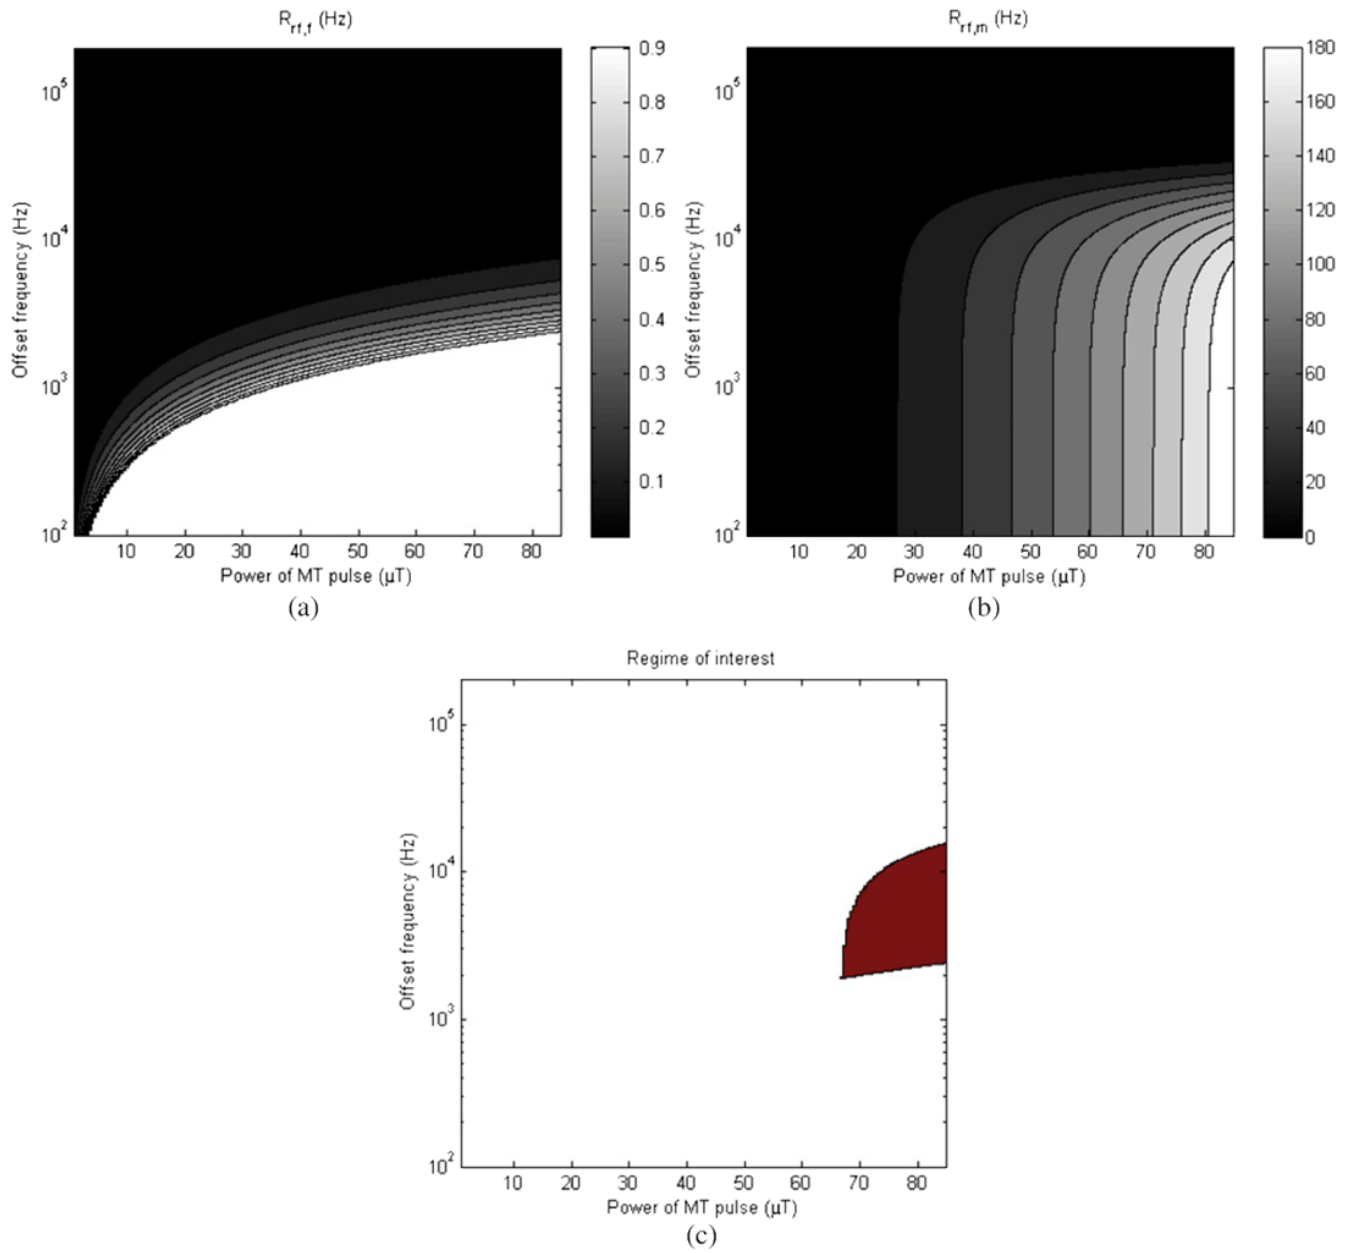 R_rf,f (Hz)
10^5
10^4
10^3
10^2
Offset frequency (Hz)
10 20 30 40 50 60 70 80
Power of MT pulse (μT)
0.9
0.8
0.7
0.6
0.5
0.4
0.3
0.2
0.1
(a)
R_rf,m (Hz)
10^5
10^4
10^3
10^2
Offset frequency (Hz)
10 20 30 40 50 60 70 80
Power of MT pulse (μT)
180
160
140
120
100
80
60
40
20
0
(b)
Regime of interest
10^5
10^4
10^3
10^2
Offset frequency (Hz)
10 20 30 40 50 60 70 80
Power of MT pulse (μT)
(c)